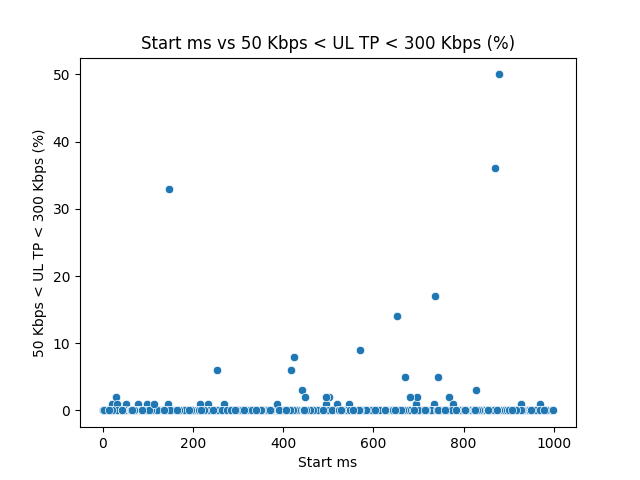 Start ms vs 50 Kbps < UL TP < 300 Kbps (%)
50 Kbps < UL TP < 300 Kbps (%)
50
40
30
20
10
0
0 200 400 600 800 1000
Start ms